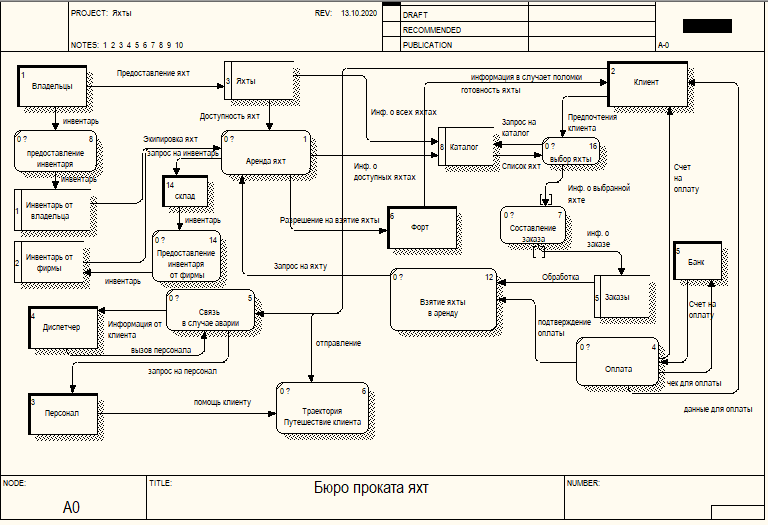 PROJECT: Яхты
REV: 13.10.2020
DRAFT
RECOMMENDED
NOTES: 1 2 3 4 5 6 7 8 9 10
PUBLICATION
A-0
1
Владельцы
Предоставление яхт
3
Яхты
информация в случает поломки
готовность яхты
2
Клиент
инвентарь
Доступность яхт
Инф. о всех яхтах
Запрос на
каталог
Предпочтения
клиента
0 ?
8
предоставление
инвентаря
Экипировка яхт
запрос на инвентарь
0 ?
1
Аренда яхт
8
Каталог
0 ?
16
выбор яхты
Список яхт
Инф. о
доступных яхтах
Счет
на
оплату
инвентарь
14
склад
Инф. о выбранной
яхте
1
Инвентарь от
владельца
инвентарь
Разрешение на взятие яхты
6
Форт
0 ?
7
Составление
заказа
инф. о
заказе
2
Инвентарь от
фирмы
0 ?
14
Предоставление
инвентаря
от фирмы
5
Банк
Запрос на яхту
инвентарь
0 ?
12
Взятие яхты
в аренду
Обработка
5
Заказы
Счет на
оплату
0 ?
5
Связь
в случае аварии
4
Диспетчер
Информация от
клиента
подтверждение
оплаты
отправление
вызов персонала
0 ?
4
Оплата
запрос на персонал
чек для оплаты
3
Персонал
помощь клиенту
0 ?
6
Траектория
Путешествие клиента
данные для оплаты
NODE:
TITLE:
NUMBER:
A0
Бюро проката яхт